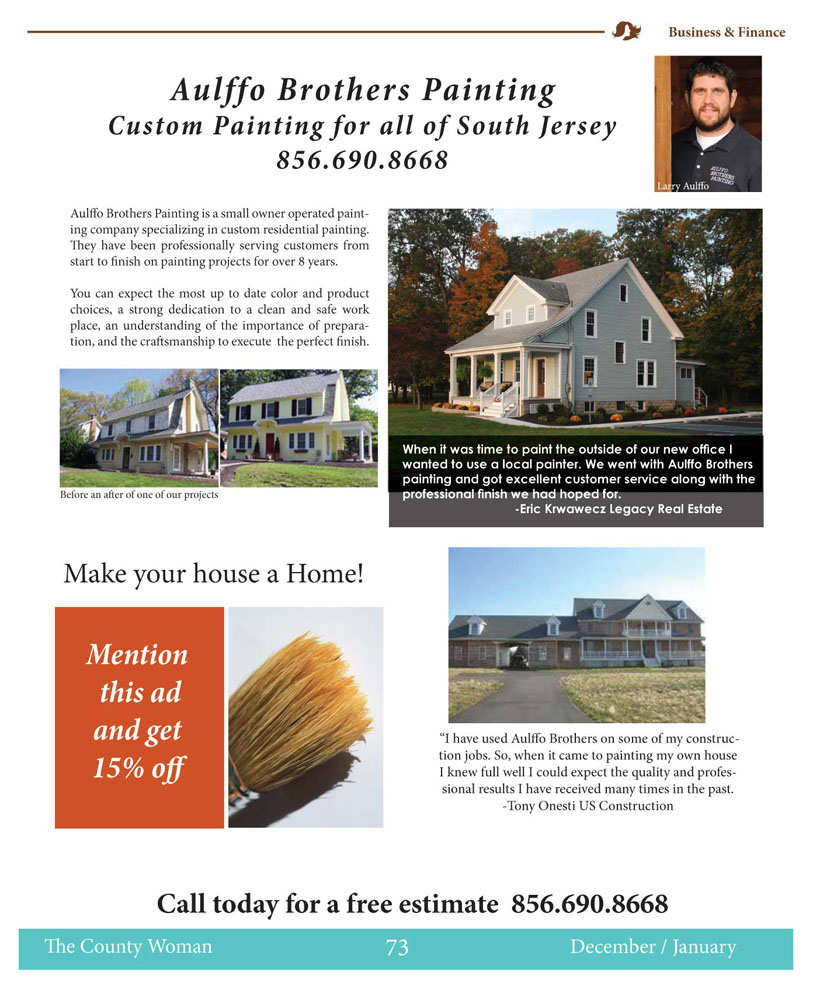 Business & Finance
Aulffo Brothers Painting
Custom Painting for all of South Jersey
856.690.8668
AULFFO
BROTHERS
PAINTING
Larry Aulffo
Aulffo Brothers Painting is a small owner operated paint-
ing company specializing in custom residential painting.
They have been professionally serving customers from
start to finish on painting projects for over 8 years.
You can expect the most up to date color and product
choices, a strong dedication to a clean and safe work
place, an understanding of the importance of prepara-
tion, and the craftsmanship to execute the perfect finish.
Before an after of one of our projects
When it was time to paint the outside of our new office I
wanted to use a local painter. We went with Aulffo Brothers
painting and got excellent customer service along with the
professional finish we had hoped for.
-Eric Krwawecz Legacy Real Estate
Make your house a Home!
Mention
this ad
and get
15% off
“I have used Aulffo Brothers on some of my construc-
tion jobs. So, when it came to painting my own house
I knew full well I could expect the quality and profes-
sional results I have received many times in the past.
-Tony Onesti US Construction
Call today for a free estimate 856.690.8668
The County Woman
73
December / January